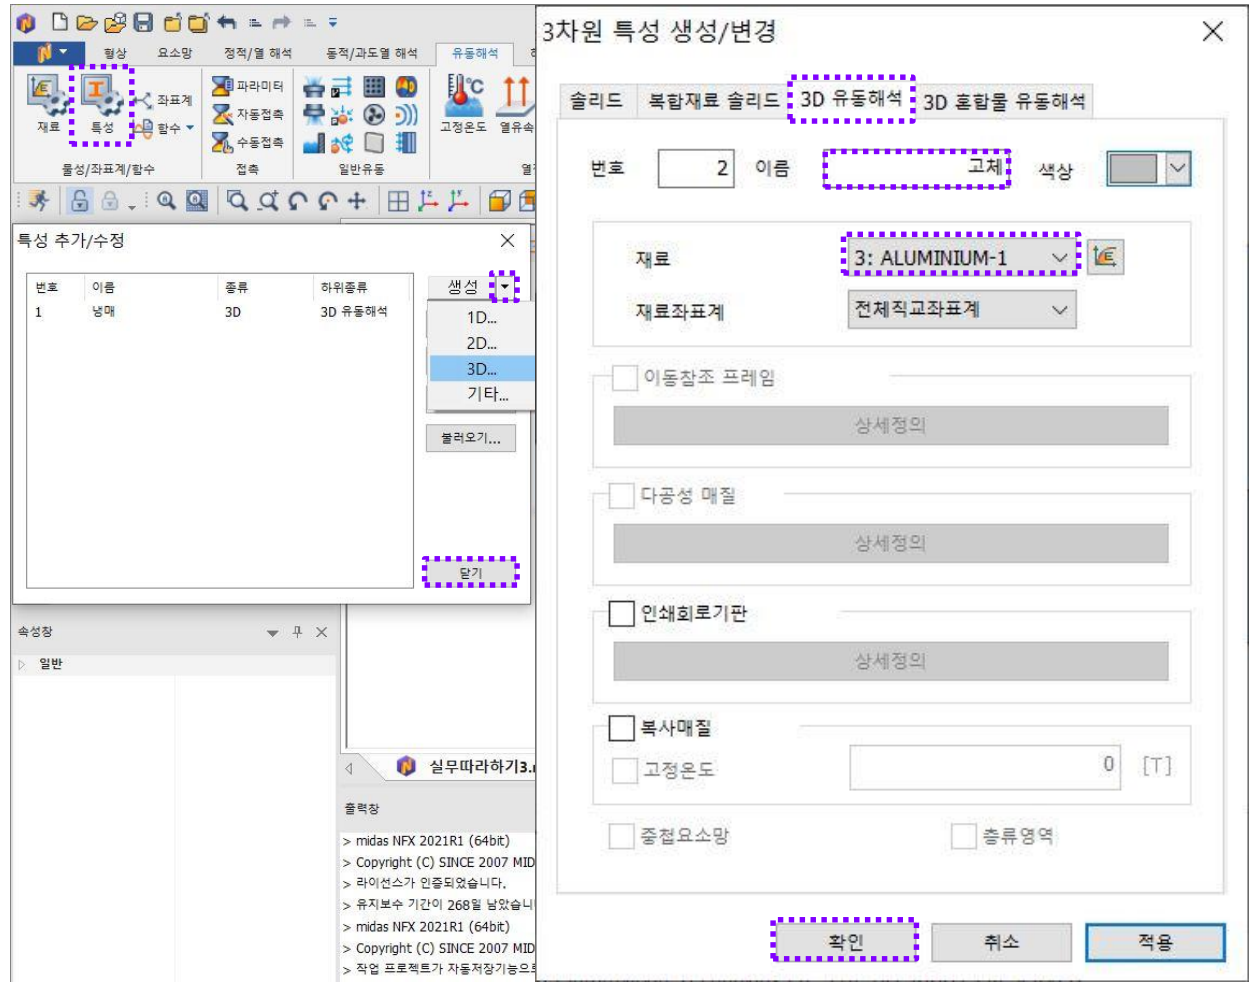 형상 요소망 정적/열 해석 동적/과도열 해석 유동해석
재료 특성 좌표계 함수
파라미터
자동접촉
수동접촉
고정온도 열유속
물성/좌표계/함수 접촉 일반유동
특성 추가/수정
번호 이름 종류 하위종류
1 냉매 3D 3D 유동해석
생성
1D...
2D...
3D...
기타...
불러오기...
닫기
속성창
일반
실무따라하기3.
출력창
> midas NFX 2021R1 (64bit)
> Copyright (C) SINCE 2007 MID
> 라이선스가 인증되었습니다.
> 유지보수 기간이 268일 남았습니
> midas NFX 2021R1 (64bit)
> Copyright (C) SINCE 2007 MID
> 작업 프로젝트가 자동저장기능으로
3차원 특성 생성/변경
솔리드 복합재료 솔리드 3D 유동해석 3D 혼합물 유동해석
번호 2 이름 고체 색상
재료 3: ALUMINIUM-1
재료좌표계 전체직교좌표계
이동참조 프레임
상세정의
다공성 매질
상세정의
인쇄회로기판
상세정의
복사매질
고정온도 0 [T]
중첩요소망 층류영역
확인 취소 적용